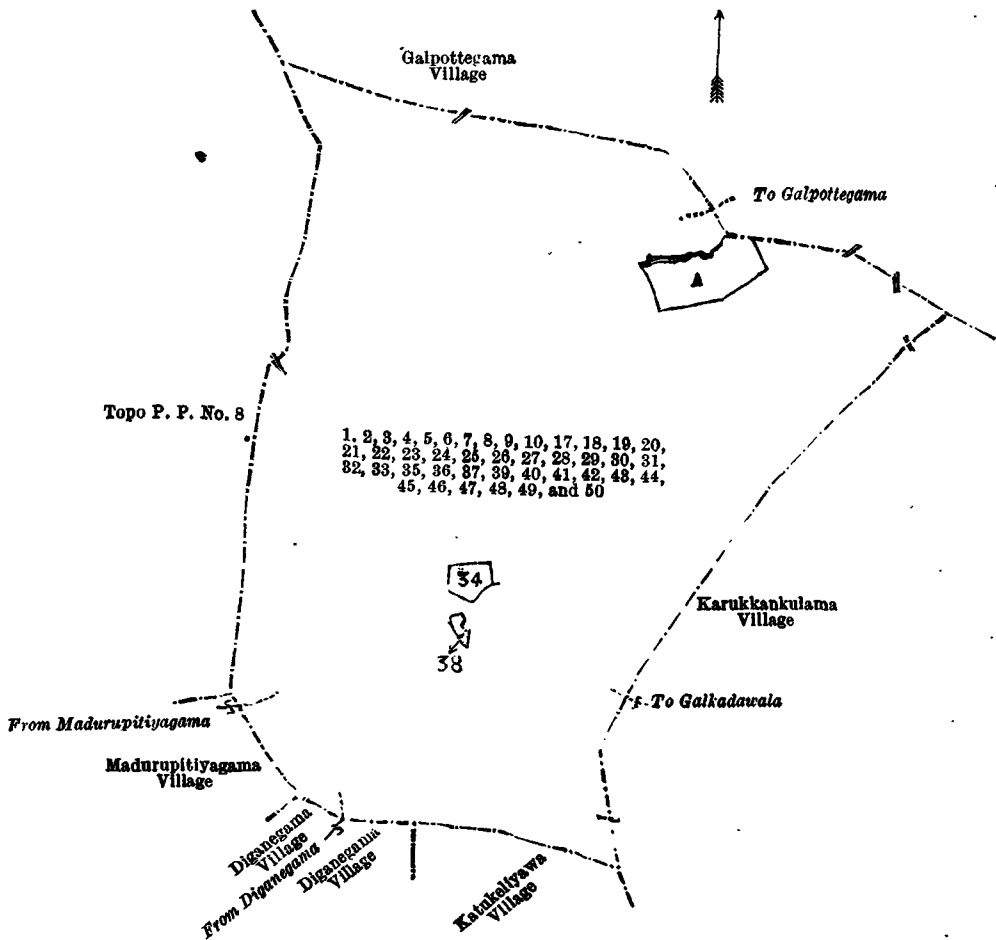 Galpottegama
Village
To Galpottegama
A
Topo P. P. No. 8
1, 2, 3, 4, 5, 6, 7, 8, 9, 10, 17, 18, 19, 20,
21, 22, 23, 24, 25, 26, 27, 28, 29, 30, 31,
32, 33, 35, 36, 37, 39, 40, 41, 42, 43, 44,
45, 46, 47, 48, 49, and 50
34
38
Karukkankulama
Village
To Galkadawala
From Madurupitiyagama
Madurupitiyagama
Village
Diganegama
Village
From Diganegama
Diganegama
Village
Katukeliyawa
Village